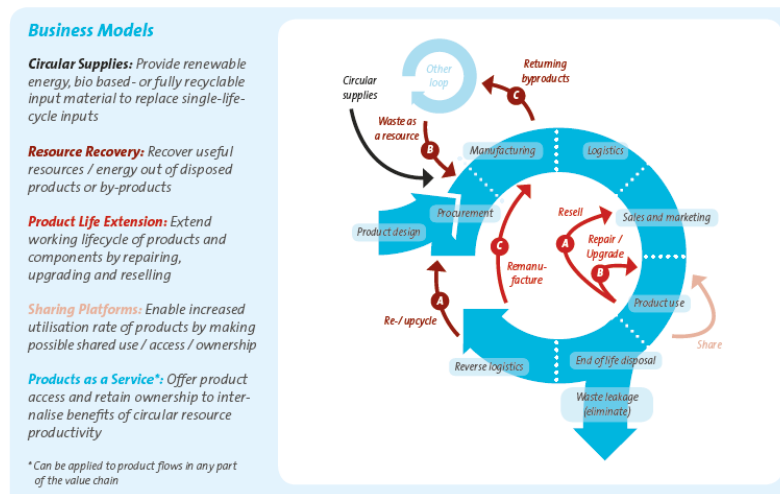 Business Models
Circular Supplies: Provide renewable
energy, bio based- or fully recyclable
input material to replace single-life-
cycle inputs
Resource Recovery: Recover useful
resources / energy out of disposed
products or by-products
Product Life Extension: Extend
working lifecycle of products and
components by repairing,
upgrading and reselling
Sharing Platforms: Enable increased
utilisation rate of products by making
possible shared use / access / ownership
Products as a Service*: Offer product
access and retain ownership to inter-
nalise benefits of circular resource
productivity
* Can be applied to product flows in any part
of the value chain
Other
loop
Returning
byproducts
C
Circular
supplies
Waste as
a resource
B
Manufacturing
Logistics
Procurement
Product design
Sales and marketing
Resell
A
Repair /
Upgrade
B
C
Remanu-
facture
Product use
A
Re-/ upcycle
Share
Reverse logistics
End of life disposal
Waste leakage
(eliminate)